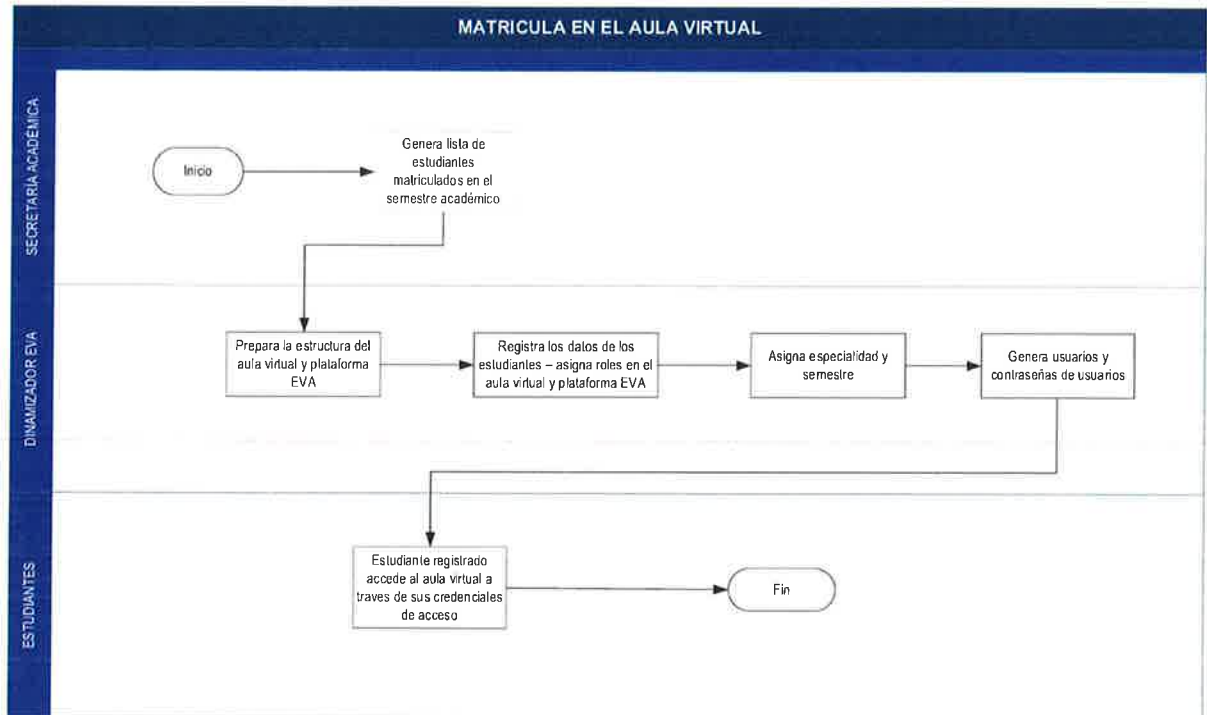 MATRICULA EN EL AULA VIRTUAL
SECRETARÍA ACADÉMICA
Inicio
Genera lista de
estudiantes
matriculados en el
semestre académico
DINAMIZADOR EVA
Prepara la estructura del
aula virtual y plataforma
EVA
Registra los datos de los
estudiantes – asigna roles en el
aula virtual y plataforma EVA
Asigna especialidad y
semestre
Genera usuarios y
contraseñas de usuarios
ESTUDIANTES
Estudiante registrado
accede al aula virtual a
traves de sus credenciales
de acceso
Fin